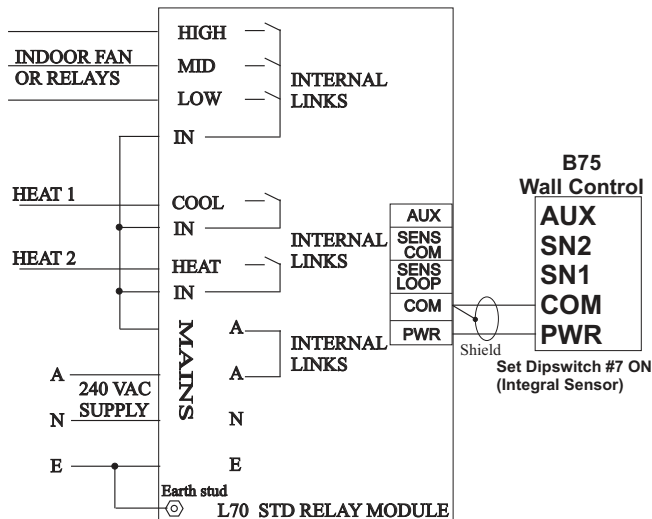 HIGH
INDOOR FAN
OR RELAYS
MID
LOW
INTERNAL
LINKS
IN
HEAT 1
COOL
IN
HEAT 2
HEAT
IN
INTERNAL
LINKS
MAINS
A
A
N
E
INTERNAL
LINKS
A
240 VAC
SUPPLY
N
E
Earth stud
L70 STD RELAY MODULE
AUX
SENS
COM
SENS
LOOP
COM
PWR
Shield
B75
Wall Control
AUX
SN2
SN1
COM
PWR
Set Dipswitch #7 ON
(Integral Sensor)